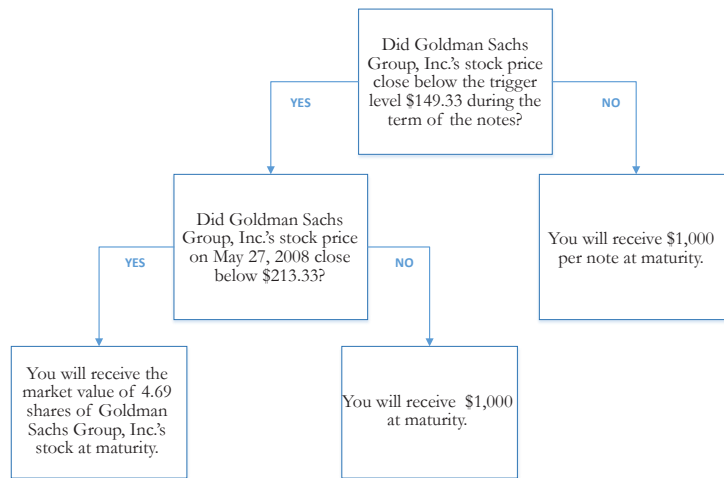 Did Goldman Sachs
Group, Inc.'s stock price
close below the trigger
level $149.33 during the
term of the notes?
YES
NO
Did Goldman Sachs
Group, Inc.'s stock price
on May 27, 2008 close
below $213.33?
You will receive $1,000
per note at maturity.
YES
NO
You will receive the
market value of 4.69
shares of Goldman
Sachs Group, Inc.'s
stock at maturity.
You will receive $1,000
at maturity.